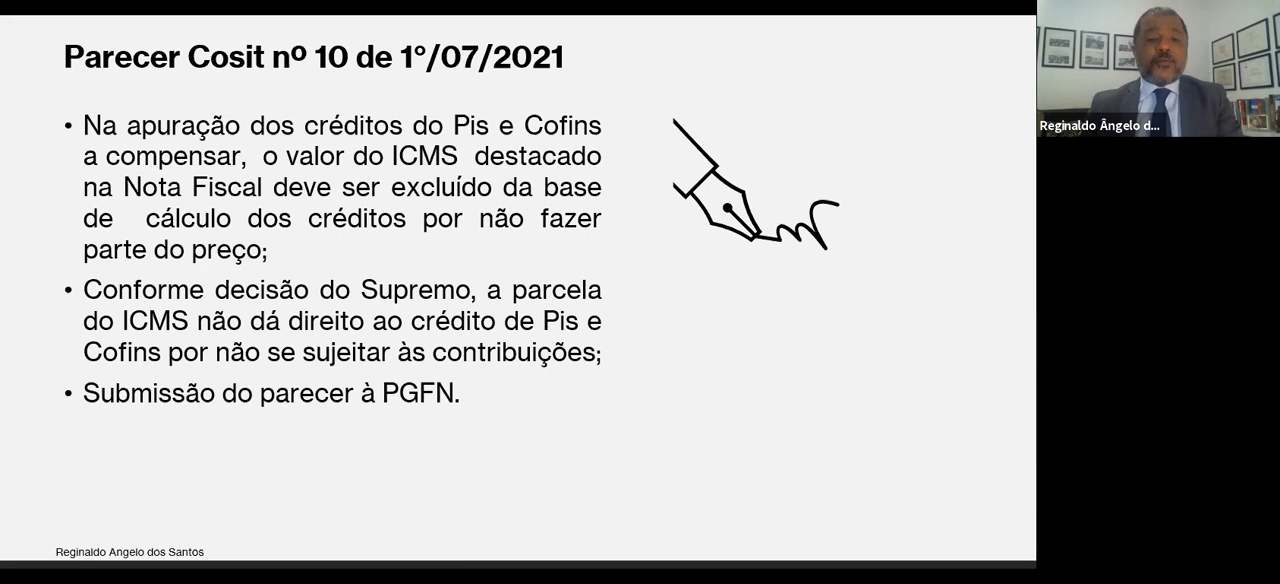 Parecer Cosit nº 10 de 1°/07/2021
• Na apuração dos créditos do Pis e Cofins
a compensar, o valor do ICMS destacado
na Nota Fiscal deve ser excluído da base
de cálculo dos créditos por não fazer
parte do preço;
• Conforme decisão do Supremo, a parcela
do ICMS não dá direito ao crédito de Pis e
Cofins por não se sujeitar às contribuições;
• Submissão do parecer à PGFN.
Reginaldo Angelo dos Santos
Reginaldo Ângelo d...